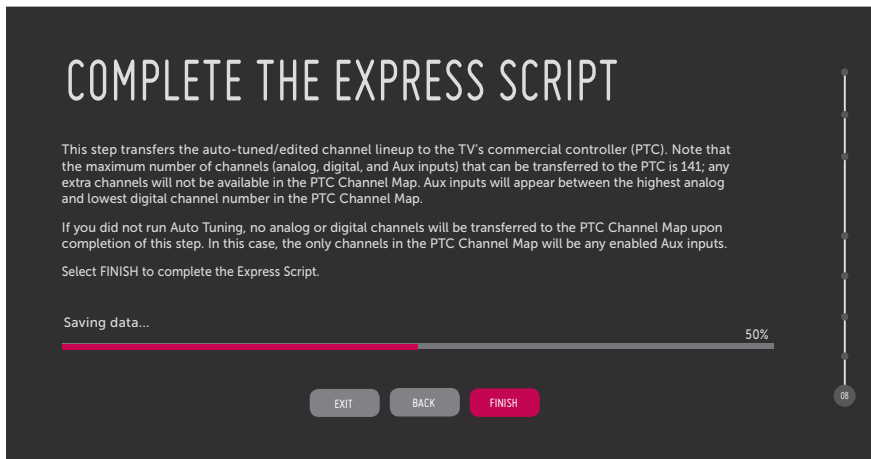 COMPLETE THE EXPRESS SCRIPT
This step transfers the auto-tuned/edited channel lineup to the TV's commercial controller (PTC). Note that
the maximum number of channels (analog, digital, and Aux inputs) that can be transferred to the PTC is 141; any
extra channels will not be available in the PTC Channel Map. Aux inputs will appear between the highest analog
and lowest digital channel number in the PTC Channel Map.
If you did not run Auto Tuning, no analog or digital channels will be transferred to the PTC Channel Map upon
completion of this step. In this case, the only channels in the PTC Channel Map will be any enabled Aux inputs.
Select FINISH to complete the Express Script.
Saving data...
50%
EXIT
BACK
FINISH
08